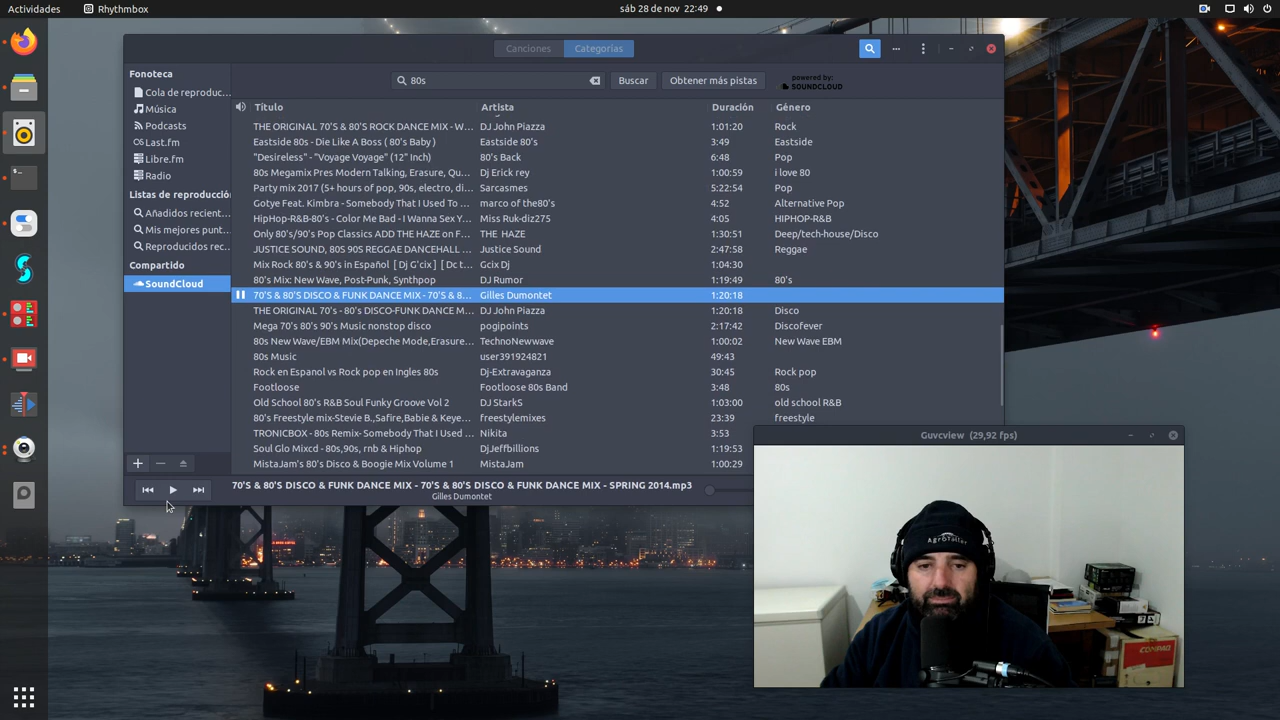 Actividades
Rhythmbox
sáb 28 de nov 22:49
Canciones
Categorías
80s
Buscar
Obtener más pistas
powered by:
SOUNDCLOUD
Fonoteca
Cola de reproduc…
Música
Podcasts
Last.fm
Libre.fm
Radio
Listas de reproducció
Añadidos recient…
Mis mejores punt…
Reproducidos rec…
Compartido
SoundCloud
Título Artista Duración Género
THE ORIGINAL 70'S & 80'S ROCK DANCE MIX - W… DJ John Piazza 1:01:20 Rock
Eastside 80s - Die Like A Boss ( 80's Baby ) Eastside 80's 3:49 Eastside
"Desireless" - "Voyage Voyage" (12" Inch) 80's Back 6:48 Pop
80s Megamix Pres Modern Talking, Erasure, Qu… Dj Erick rey 1:00:59 i love 80
Party mix 2017 (5+ hours of pop, 90s, electro, di… Sarcasmes 5:22:54 Pop
Gotye Feat. Kimbra - Somebody That I Used To … marco of the80's 4:52 Alternative Pop
HipHop-R&B-80's - Color Me Bad - I Wanna Sex Y… Miss Ruk-diz275 4:05 HIPHOP-R&B
Only 80's/90's Pop Classics ADD THE HAZE on F… THE HAZE 1:30:51 Deep/tech-house/Disco
JUSTICE SOUND, 80S 90S REGGAE DANCEHALL … Justice Sound 2:47:58 Reggae
Mix Rock 80's & 90's en Español [ Dj G'cix ] [ Dc t… Gcix Dj 1:04:30
80's Mix: New Wave, Post-Punk, Synthpop DJ Rumor 1:19:49 80's
70'S & 80'S DISCO & FUNK DANCE MIX - 70'S & 8… Gilles Dumontet 1:20:18
THE ORIGINAL 70's - 80's DISCO-FUNK DANCE M… DJ John Piazza 1:20:18 Disco
Mega 70's 80's 90's Music nonstop disco pogipoints 2:17:42 Discofever
80s New Wave/EBM Mix(Depeche Mode,Erasure… TechnoNewwave 1:00:02 New Wave EBM
80s Music user391924821 49:43
Rock en Espanol vs Rock pop en Ingles 80s Dj-Extravaganza 30:45 Rock pop
Footloose Footloose 80s Band 3:48 80s
Old School 80's R&B Soul Funky Groove Vol 2 DJ StarkS 1:03:00 old school R&B
80's Freestyle mix-Stevie B.,Safire,Babie & Keye… freestylemixes 23:39 freestyle
TRONICBOX - 80s Remix- Somebody That I Used … Nikita 3:53
Soul Glo Mixcd - 80s,90s, rnb & Hiphop DjJeffbillions 1:19:53
MistaJam's 80's Disco & Boogie Mix Volume 1 MistaJam 1:00:29
70'S & 80'S DISCO & FUNK DANCE MIX - 70'S & 80'S DISCO & FUNK DANCE MIX - SPRING 2014.mp3
Gilles Dumontet
Guvcview (29,92 fps)
AgroTaller
COMPAQ